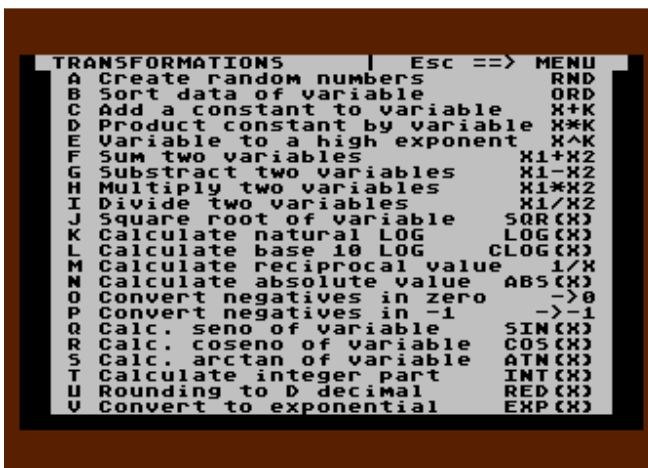 TRANSFORMATIONS | Esc ==> MENU
A Create random numbers RND
B Sort data of variable ORD
C Add a constant to variable X+K
D Product constant by variable X*K
E Variable to a high exponent X^K
F Sum two variables X1+X2
G Substract two variables X1-X2
H Multiply two variables X1*X2
I Divide two variables X1/X2
J Square root of variable SQR(X)
K Calculate natural LOG LOG(X)
L Calculate base 10 LOG CLOG(X)
M Calculate reciprocal value 1/X
N Calculate absolute value ABS(X)
O Convert negatives in zero ->0
P Convert negatives in -1 ->-1
Q Calc. seno of variable SIN(X)
R Calc. coseno of variable COS(X)
S Calc. arctan of variable ATN(X)
T Calculate integer part INT(X)
U Rounding to D decimal RED(X)
V Convert to exponential EXP(X)